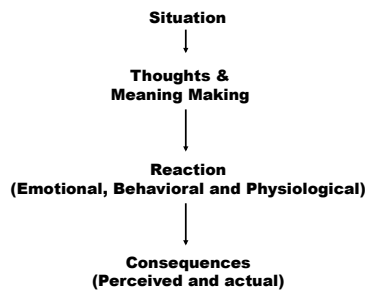 Situation
Thoughts &
Meaning Making
Reaction
(Emotional, Behavioral and Physiological)
Consequences
(Perceived and actual)